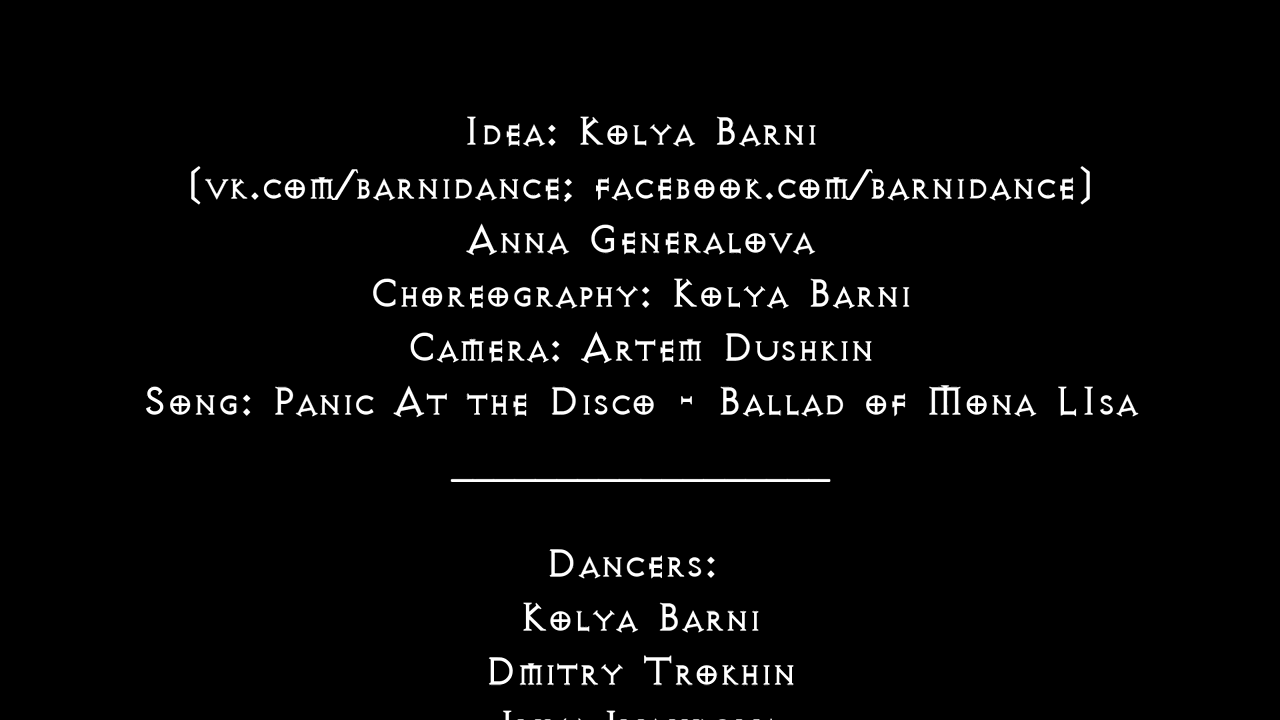 Idea: Kolya Barni
(vk.com/barnidance; facebook.com/barnidance)
Anna Generalova
Choreography: Kolya Barni
Camera: Artem Dushkin
Song: Panic At the Disco - Ballad of Mona LIsa
Dancers:
Kolya Barni
Dmitry Trokhin